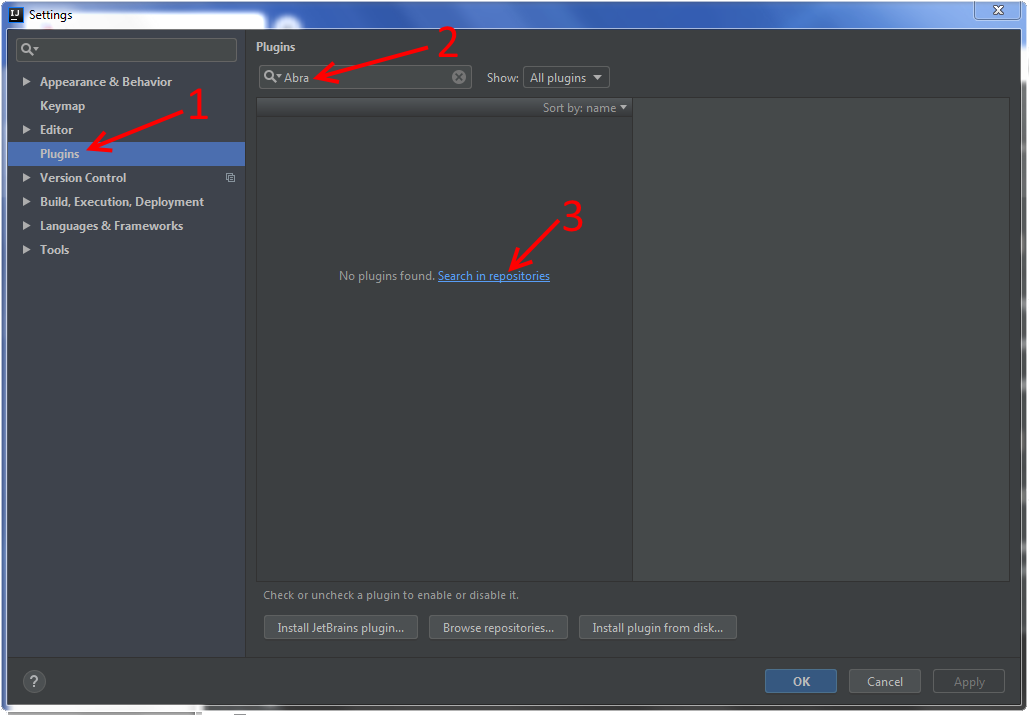 IJ Settings
Plugins
2
Abra
Show: All plugins
Appearance & Behavior
Sort by: name
Keymap
1
Editor
Plugins
Version Control
Build, Execution, Deployment
3
Languages & Frameworks
Tools
No plugins found. Search in repositories
Check or uncheck a plugin to enable or disable it.
Install JetBrains plugin... Browse repositories... Install plugin from disk...
? OK Cancel Apply